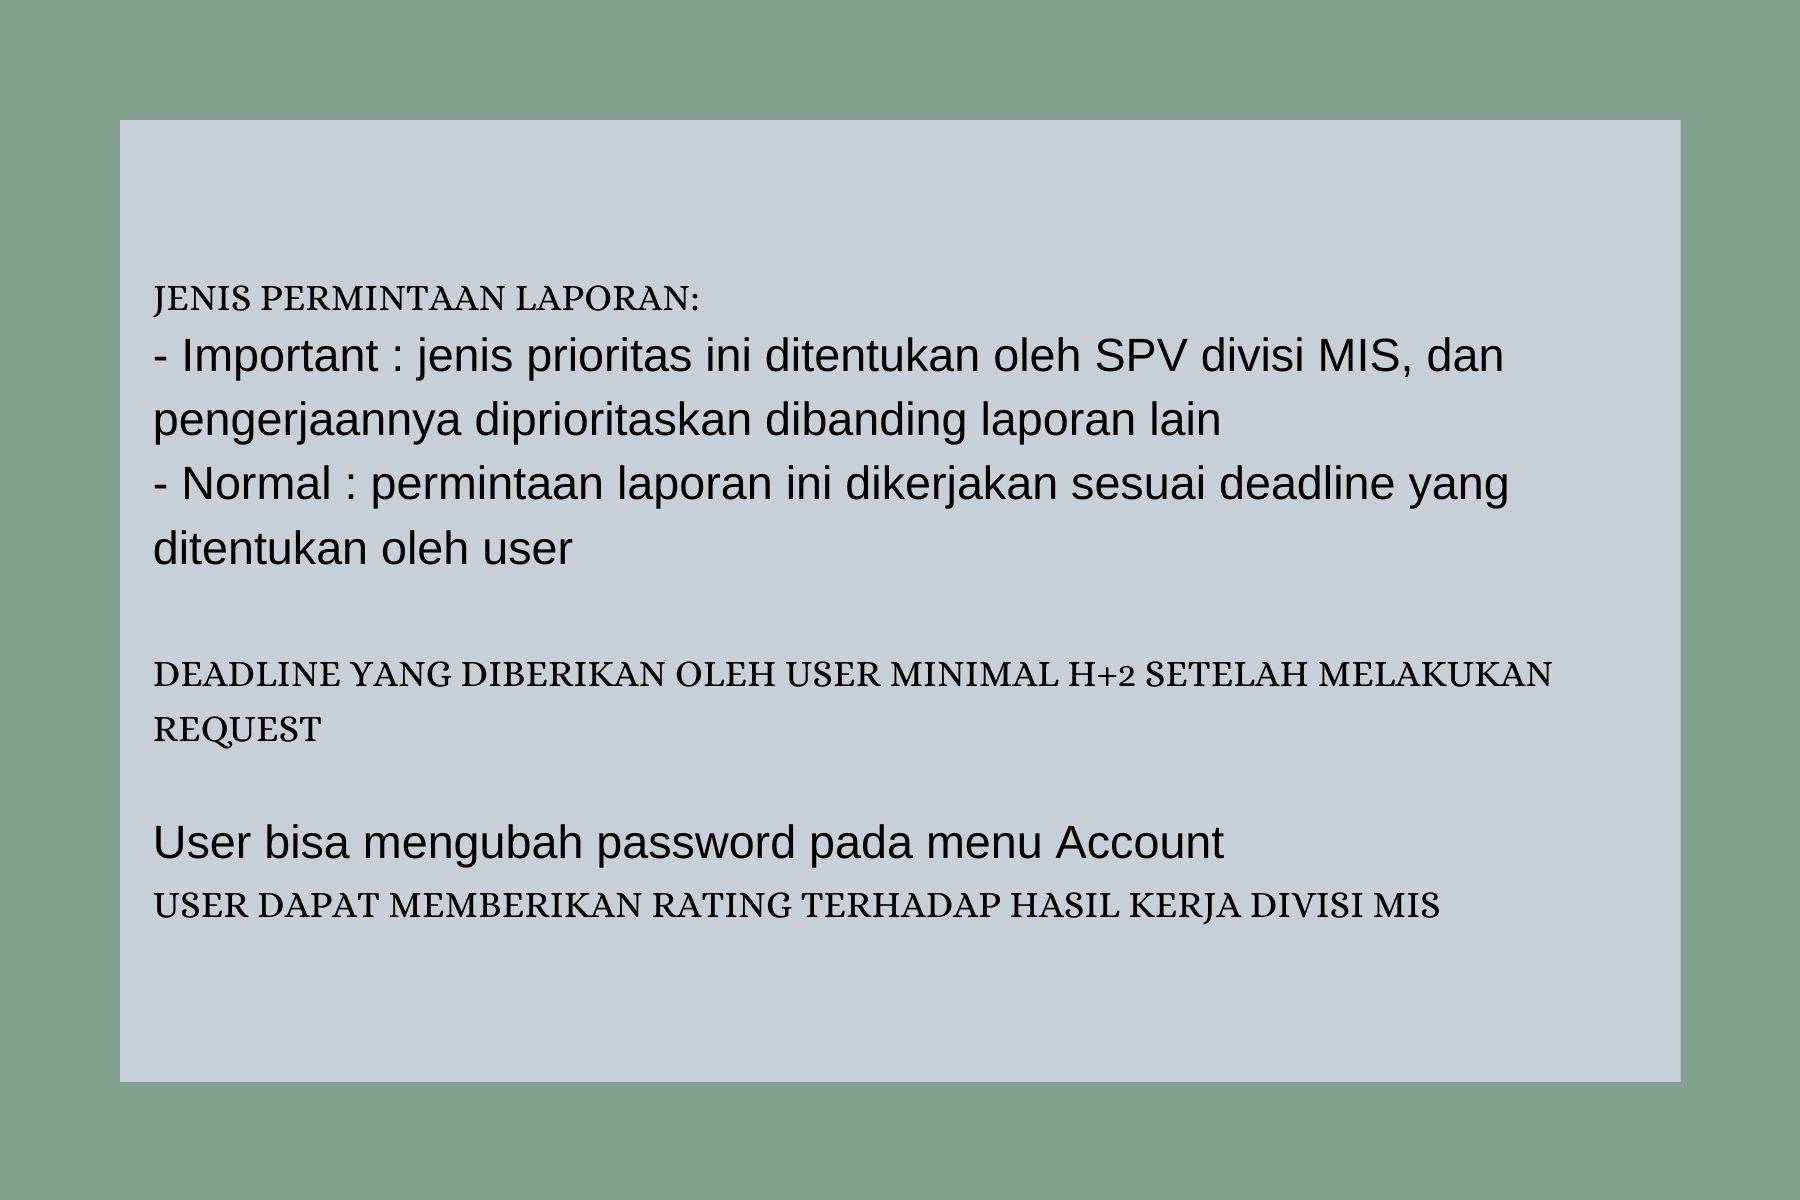 JENIS PERMINTAAN LAPORAN:
- Important : jenis prioritas ini ditentukan oleh SPV divisi MIS, dan
pengerjaannya diprioritaskan dibanding laporan lain
- Normal : permintaan laporan ini dikerjakan sesuai deadline yang
ditentukan oleh user
DEADLINE YANG DIBERIKAN OLEH USER MINIMAL H+2 SETELAH MELAKUKAN
REQUEST
User bisa mengubah password pada menu Account
USER DAPAT MEMBERIKAN RATING TERHADAP HASIL KERJA DIVISI MIS